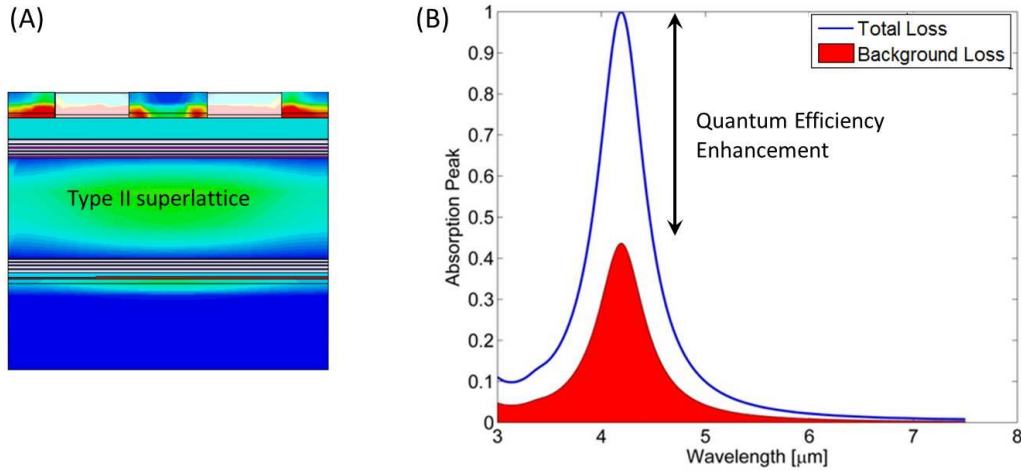 (A)
Type II superlattice
(B)
Absorption Peak
1
0.9
0.8
0.7
0.6
0.5
0.4
0.3
0.2
0.1
0
Total Loss
Background Loss
Quantum Efficiency
Enhancement
3 4 5 6 7 8
Wavelength [μm]